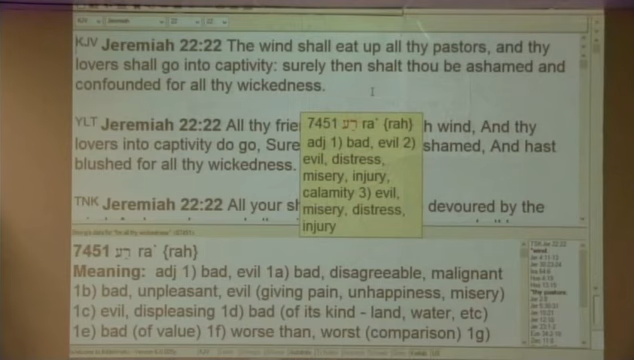 KJV Jeremiah 22 22
KJV Jeremiah 22:22 The wind shall eat up all thy pastors, and thy
lovers shall go into captivity: surely then shalt thou be ashamed and
confounded for all thy wickedness.
YLT Jeremiah 22:22 All thy h wind, And thy
lovers into captivity do go, shamed, And hast
blushed for all thy wickedness.
TNK Jeremiah 22:22 All your devoured by the
7451 רַע ra` {rah}
adj 1) bad, evil 2)
evil, distress,
misery, injury,
calamity 3) evil,
misery, distress,
injury
7451 רַע ra` {rah}
Meaning: adj 1) bad, evil 1a) bad, disagreeable, malignant
1b) bad, unpleasant, evil (giving pain, unhappiness, misery)
1c) evil, displeasing 1d) bad (of its kind - land, water, etc)
1e) bad (of value) 1f) worse than, worst (comparison) 1g)